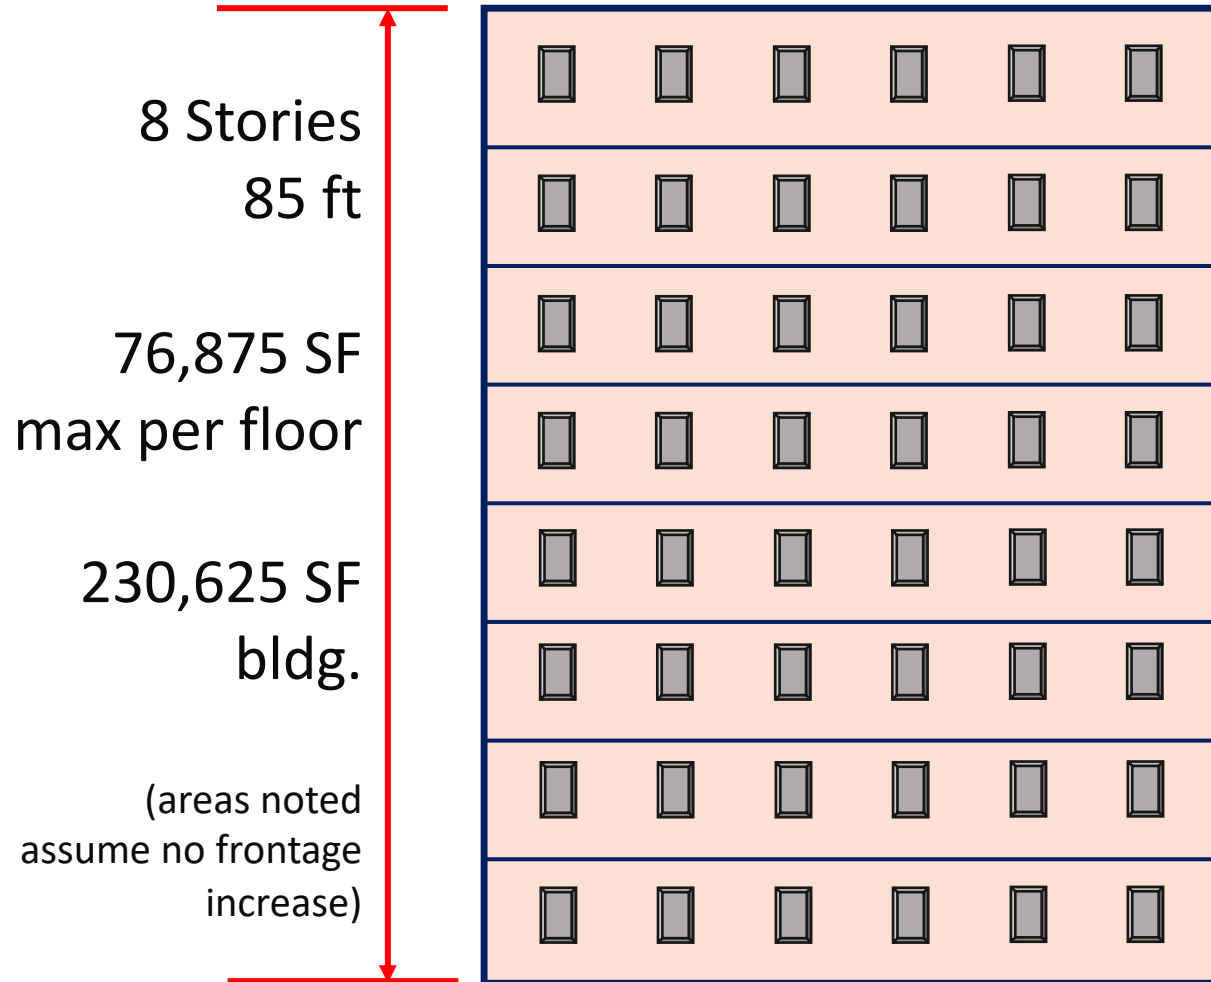 8 Stories
85 ft
76,875 SF
max per floor
230,625 SF
bldg.
(areas noted
assume no frontage
increase)